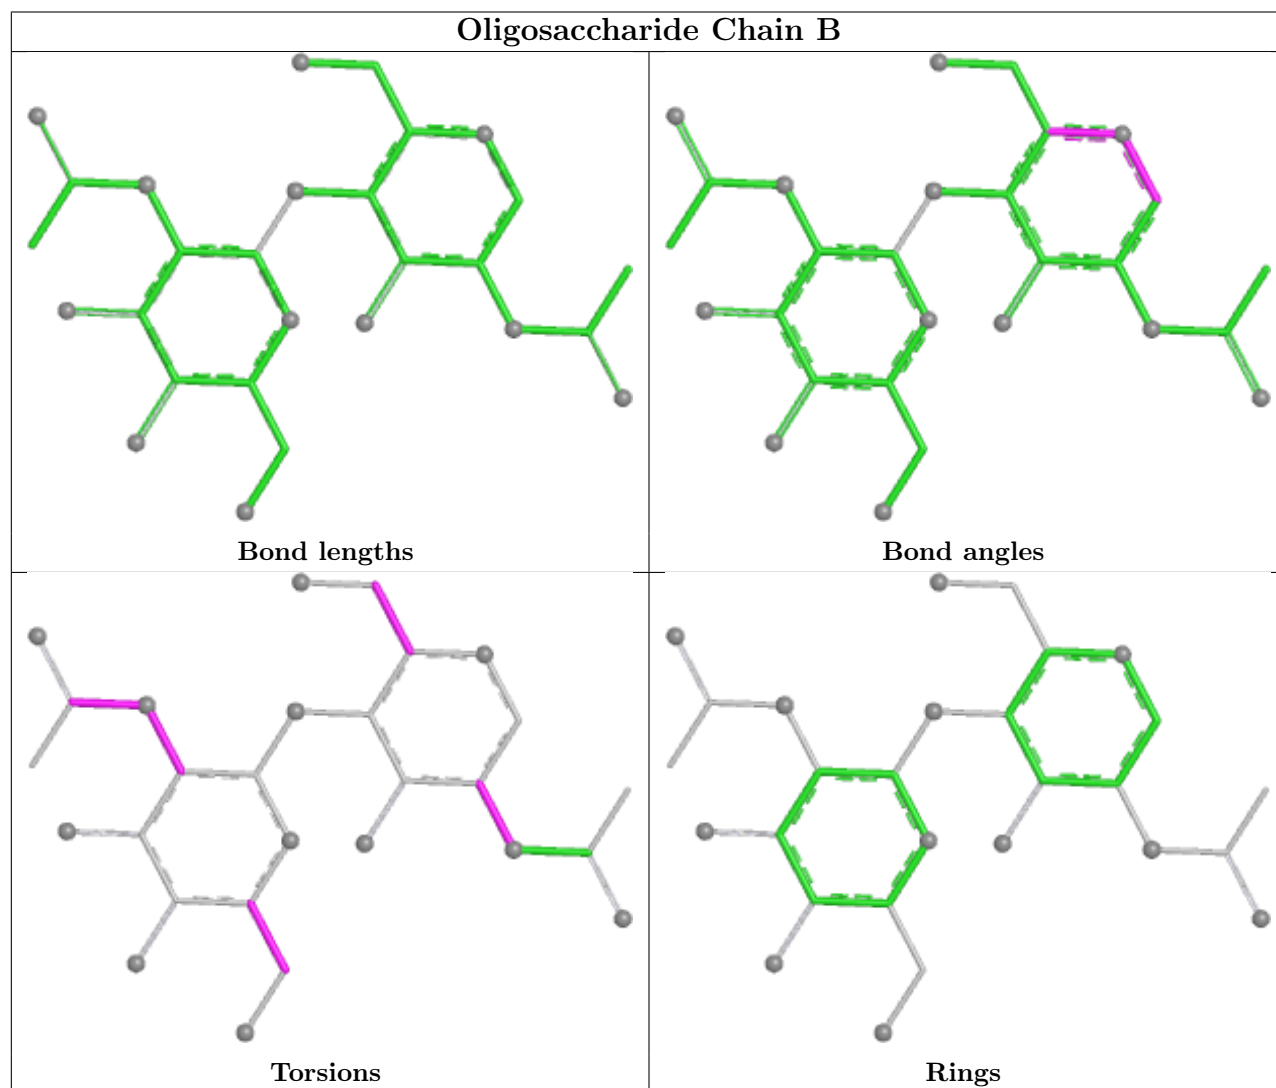 Oligosaccharide Chain B
Bond lengths
Bond angles
Torsions
Rings